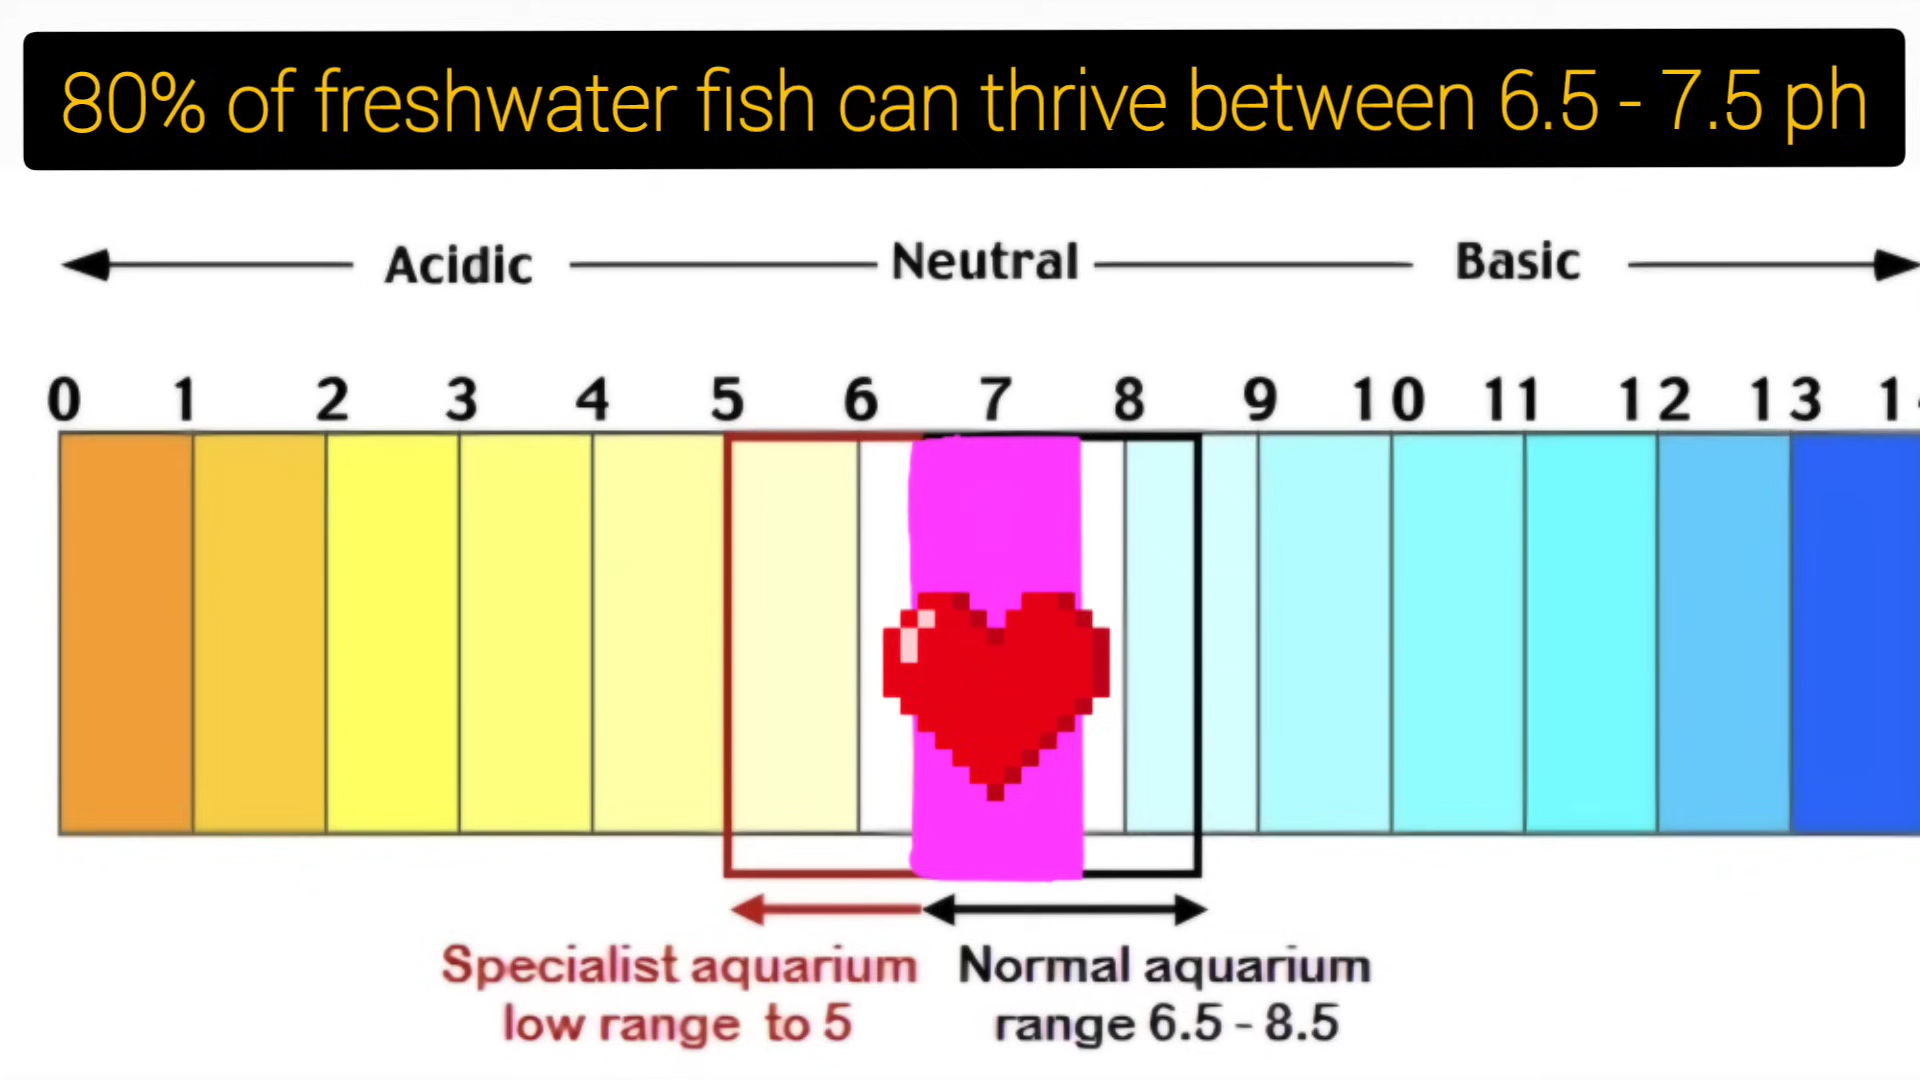 80% of freshwater fish can thrive between 6.5 - 7.5 ph
Acidic Neutral Basic
0 1 2 3 4 5 6 7 8 9 10 11 12 13
Specialist aquarium
low range to 5
Normal aquarium
range 6.5 - 8.5